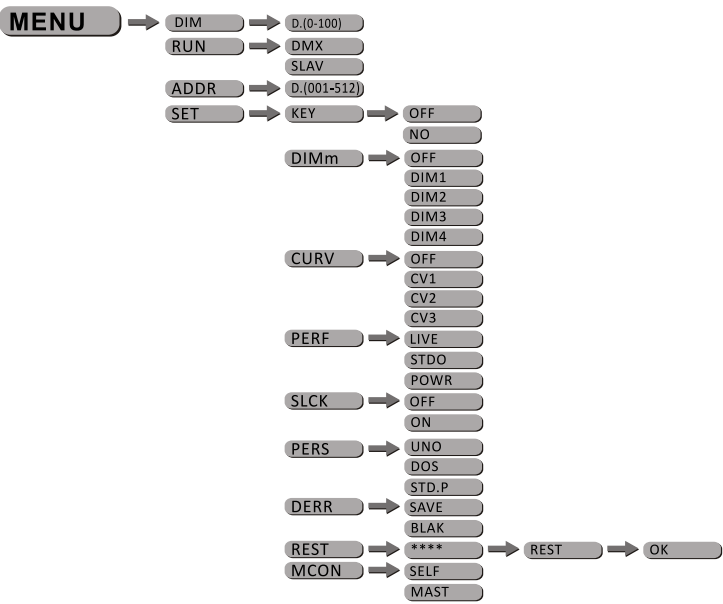 MENU DIM D.(0-100)
RUN DMX
SLAV
ADDR D.(001-512)
SET KEY OFF
NO
DIMm OFF
DIM1
DIM2
DIM3
DIM4
CURV OFF
CV1
CV2
CV3
PERF LIVE
STDO
POWR
SLCK OFF
ON
PERS UNO
DOS
STD.P
DERR SAVE
BLAK
REST **** REST OK
MCON SELF
MAST